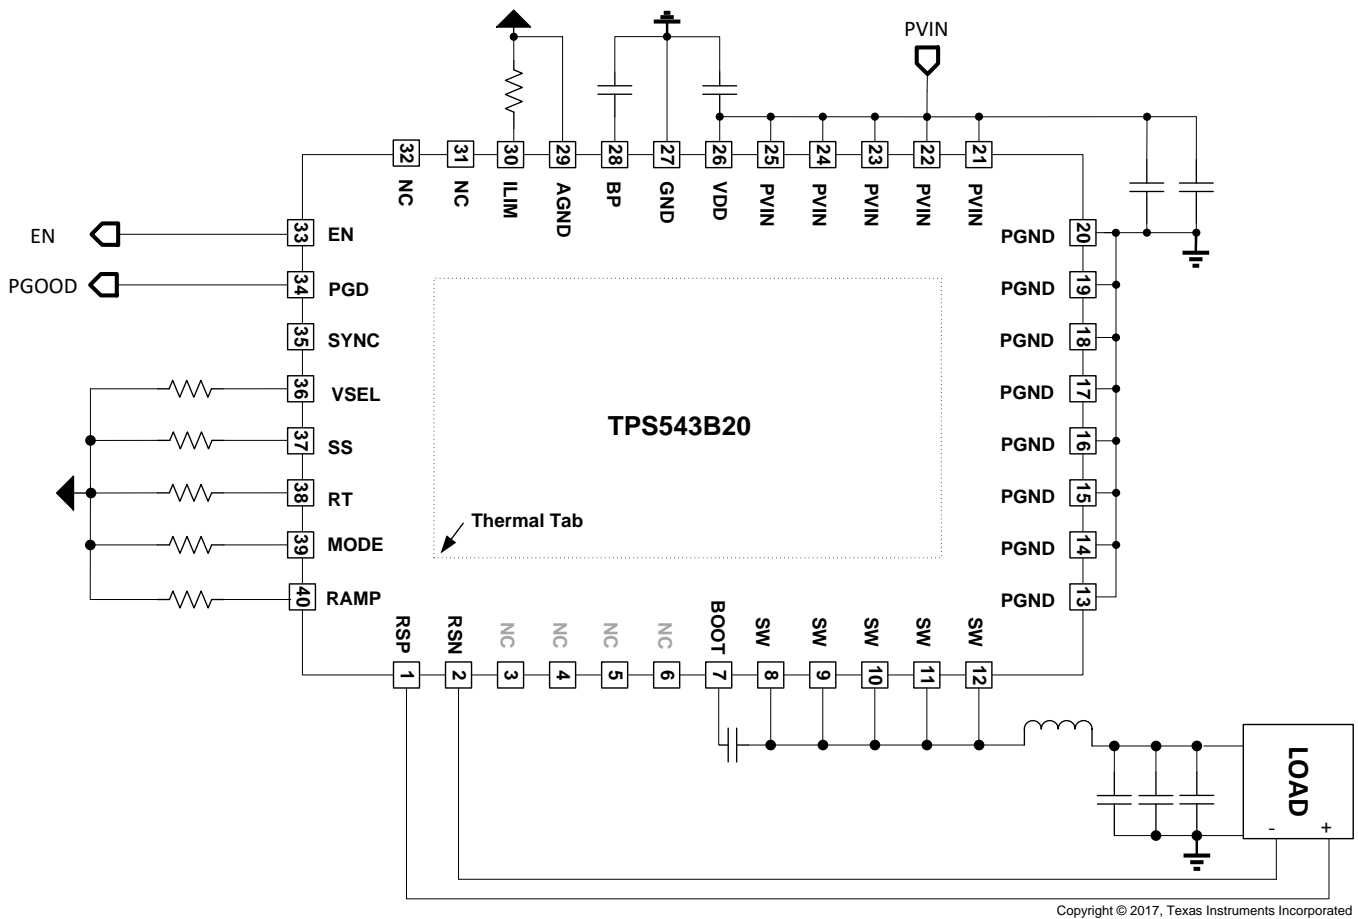 PVIN
32
31
30
29
28
27
26
25
24
23
22
21
NC
NC
ILIM
AGND
BP
GND
VDD
PVIN
PVIN
PVIN
PVIN
PVIN
EN
33
EN
PGOOD
34
PGD
35
SYNC
36
VSEL
37
SS
38
RT
39
MODE
40
RAMP
TPS543B20
Thermal Tab
PGND
20
PGND
19
PGND
18
PGND
17
PGND
16
PGND
15
PGND
14
PGND
13
RSP
RSN
NC
NC
NC
NC
BOOT
SW
SW
SW
SW
SW
1
2
3
4
5
6
7
8
9
10
11
12
LOAD
- +
Copyright © 2017, Texas Instruments Incorporated